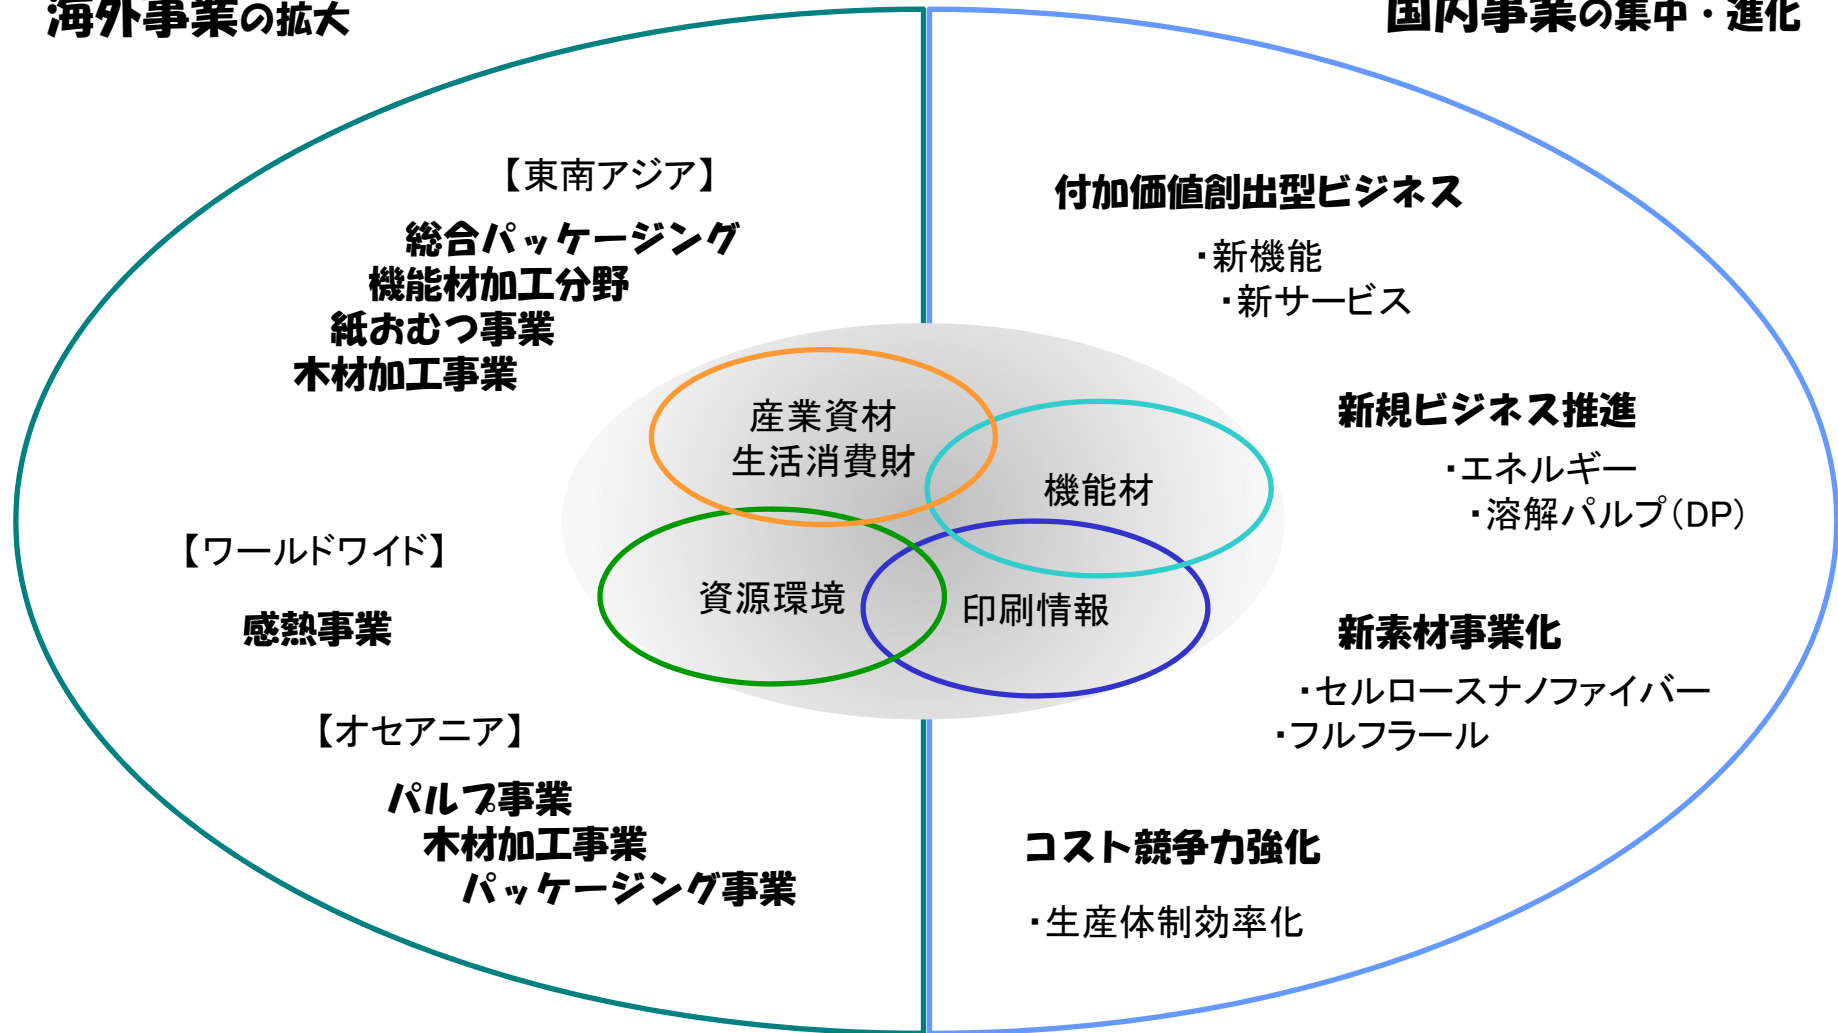 海外事業の拡大
国内事業の集中・進化
【東南アジア】
総合パッケージング
機能材加工分野
紙おむつ事業
木材加工事業
【ワールドワイド】
感熱事業
【オセアニア】
パルプ事業
木材加工事業
パッケージング事業
産業資材
生活消費財
機能材
資源環境
印刷情報
付加価値創出型ビジネス
・新機能
・新サービス
新規ビジネス推進
・エネルギー
・溶解パルプ(DP)
新素材事業化
・セルロースナノファイバー
・フルフラール
コスト競争力強化
・生産体制効率化